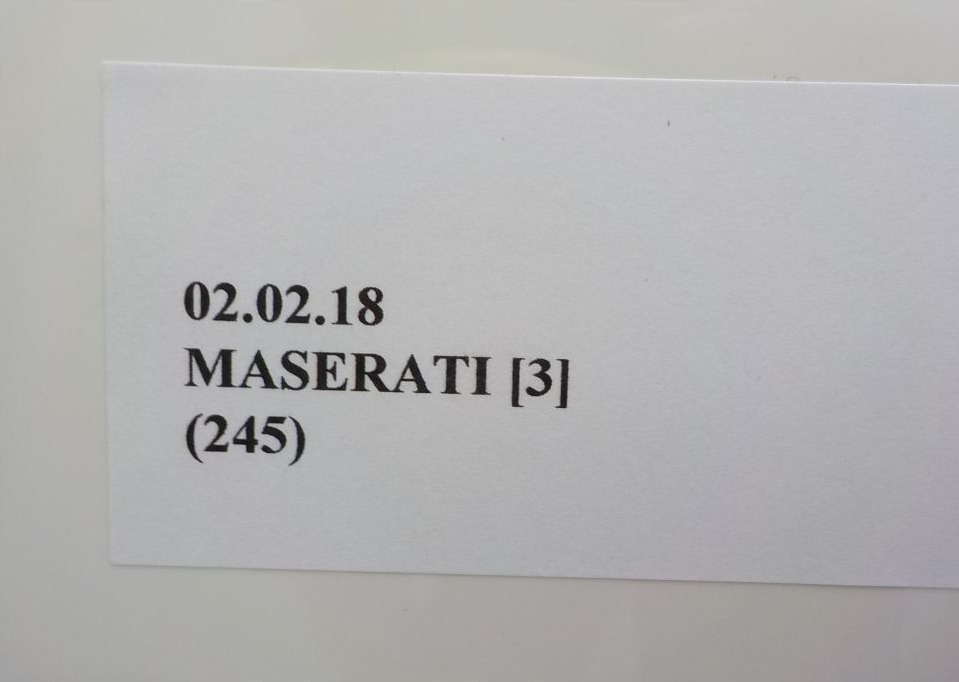 02.02.18
MASERATI [3]
(245)